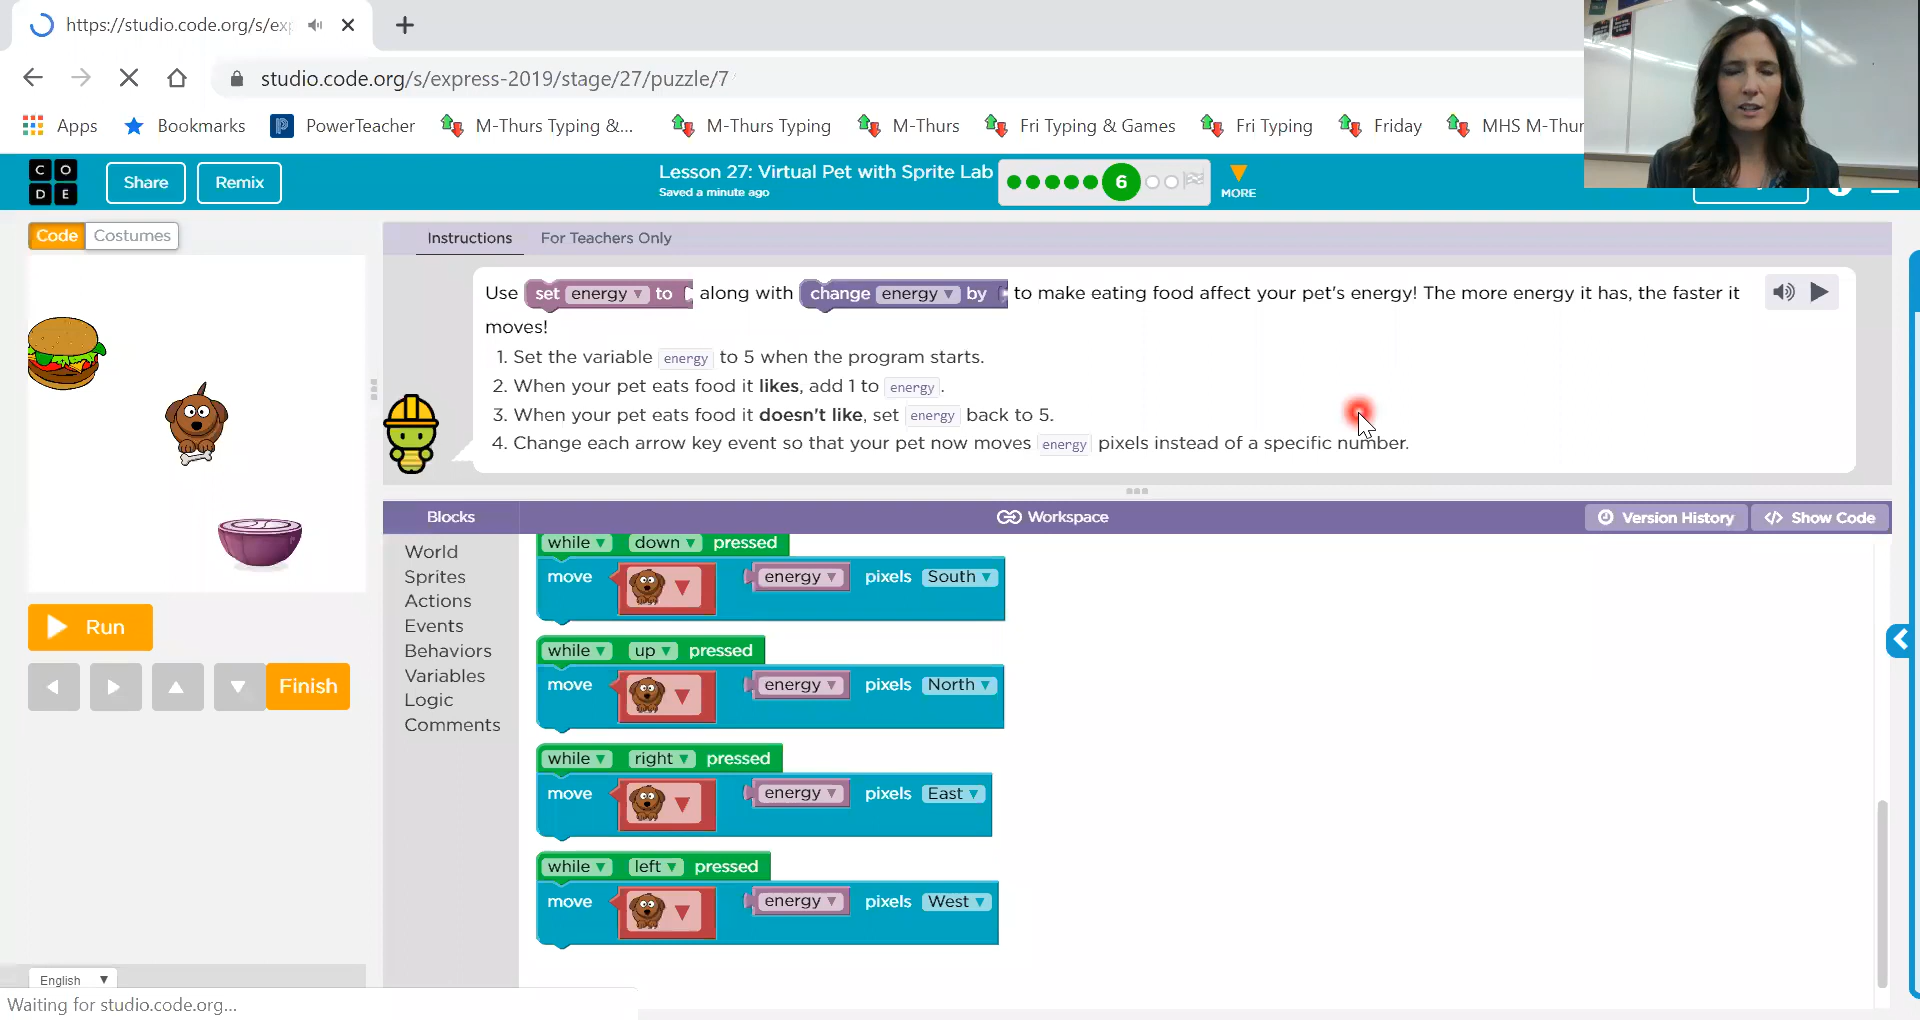 https://studio.code.org/s/ex
studio.code.org/s/express-2019/stage/27/puzzle/7
Apps Bookmarks PowerTeacher M-Thurs Typing &... M-Thurs Typing M-Thurs Fri Typing & Games Fri Typing Friday MHS M-Thur
C O D E Share Remix Lesson 27: Virtual Pet with Sprite Lab 6 MORE
Saved a minute ago
Code Costumes
Instructions For Teachers Only
Use set energy to along with change energy by to make eating food affect your pet's energy! The more energy it has, the faster it
moves!
1. Set the variable energy to 5 when the program starts.
2. When your pet eats food it likes, add 1 to energy.
3. When your pet eats food it doesn't like, set energy back to 5.
4. Change each arrow key event so that your pet now moves energy pixels instead of a specific number.
Blocks Workspace Version History Show Code
World
Sprites
Actions
Events
Behaviors
Variables
Logic
Comments
while down pressed
move energy pixels South
while up pressed
move energy pixels North
while right pressed
move energy pixels East
while left pressed
move energy pixels West
Run
Finish
English
Waiting for studio.code.org...